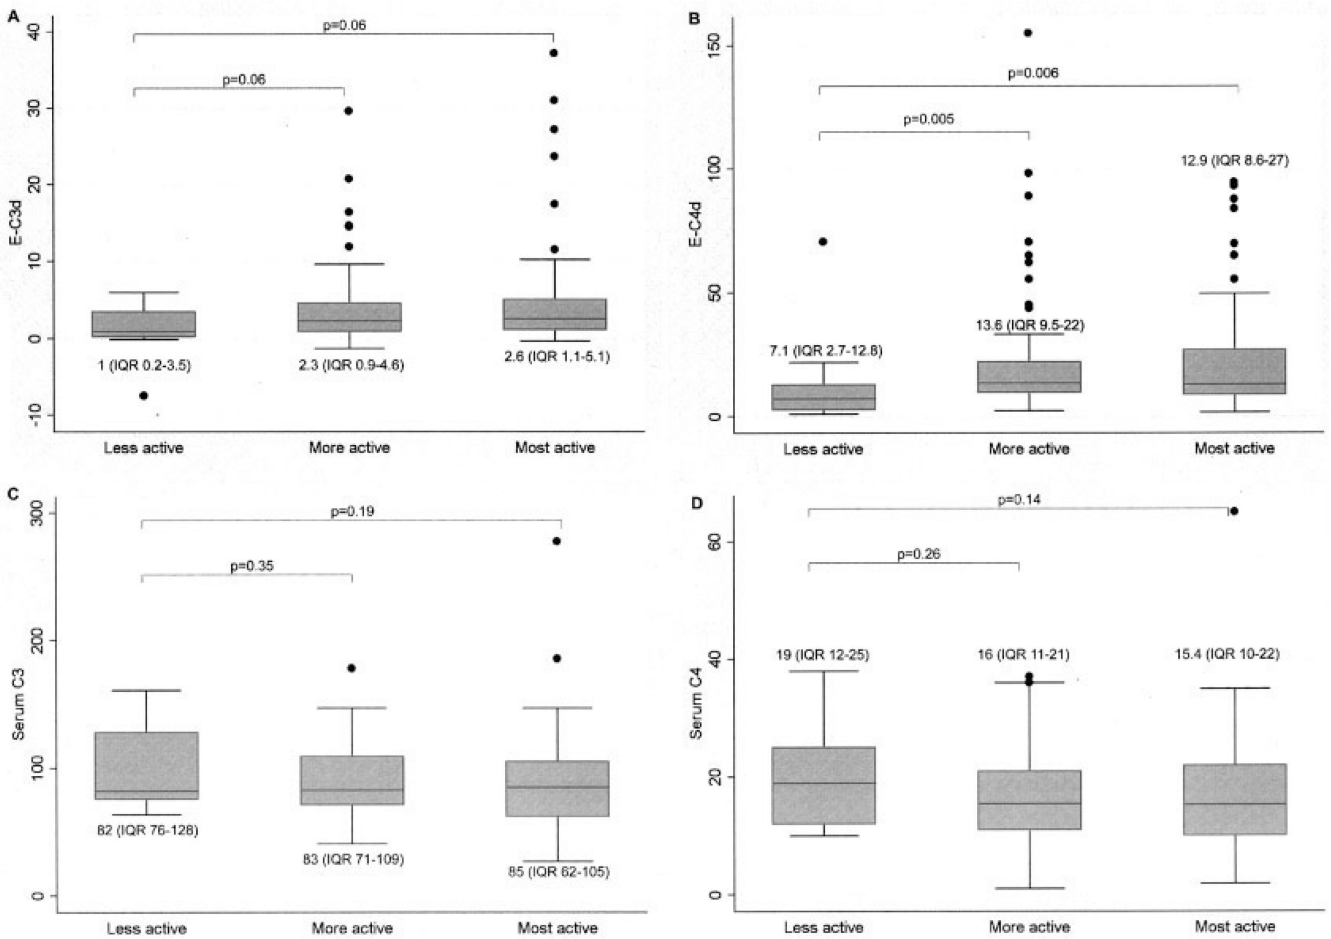 A
40
30
20
10
0
-10
E-C3d
p=0.06
p=0.06
1 (IQR 0.2-3.5)
2.3 (IQR 0.9-4.6)
2.6 (IQR 1.1-5.1)
Less active
More active
Most active
B
150
100
50
0
E-C4d
p=0.006
p=0.005
12.9 (IQR 8.6-27)
13.6 (IQR 9.5-22)
7.1 (IQR 2.7-12.8)
Less active
More active
Most active
C
300
200
100
0
Serum C3
p=0.19
p=0.35
82 (IQR 76-128)
83 (IQR 71-109)
85 (IQR 62-105)
Less active
More active
Most active
D
60
40
20
0
Serum C4
p=0.14
p=0.26
19 (IQR 12-25)
16 (IQR 11-21)
15.4 (IQR 10-22)
Less active
More active
Most active